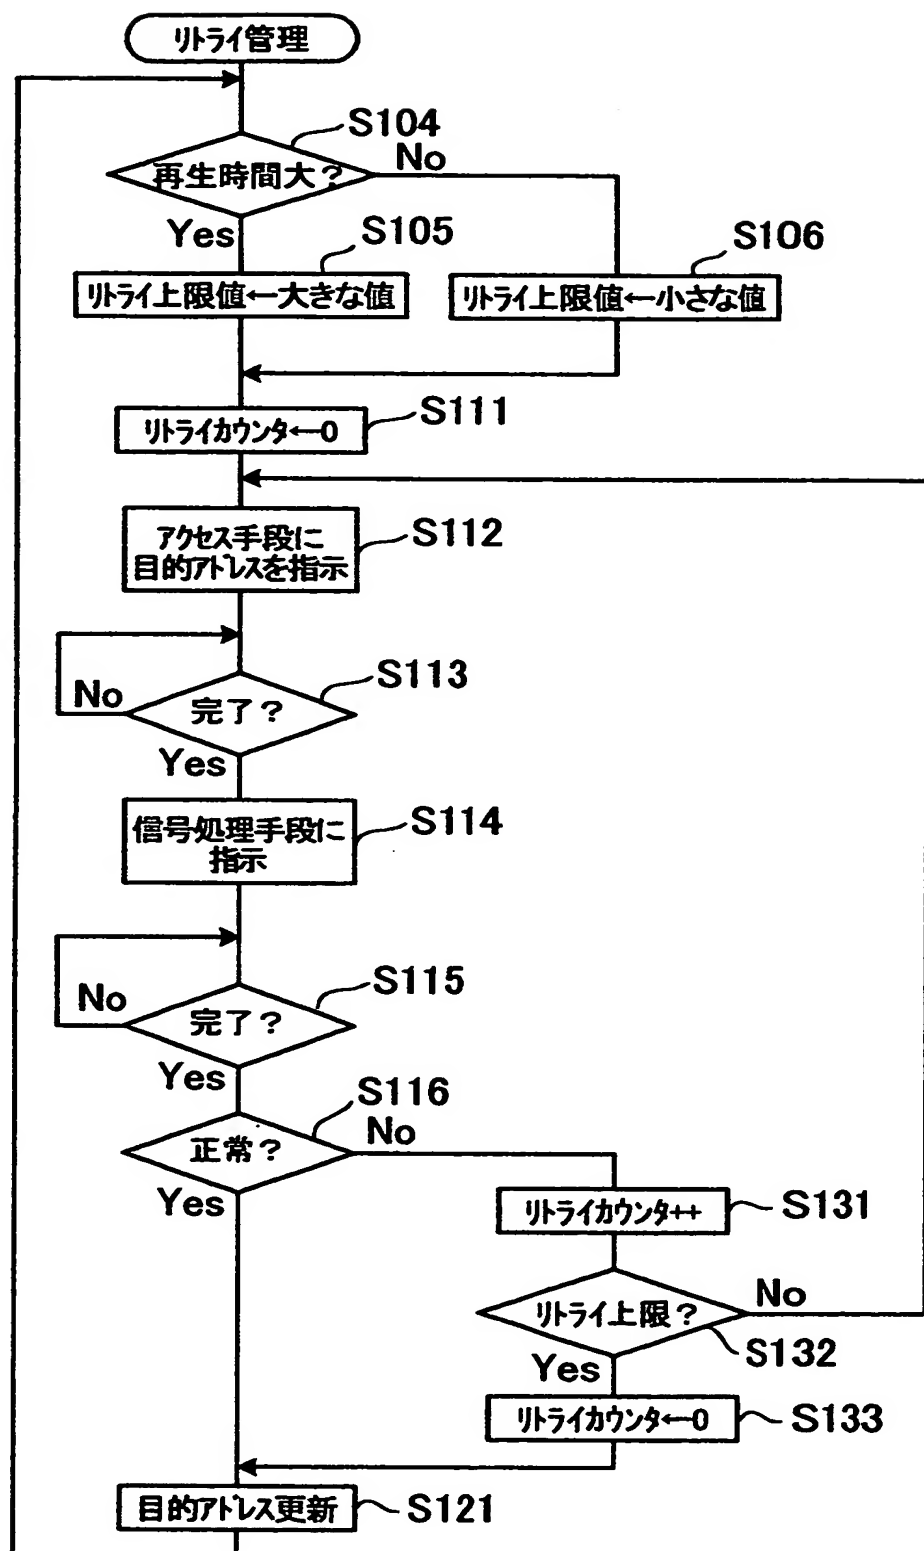 リトライ管理
S104
再生時間大?
No
Yes
S105
S106
リトライ上限値←大きな値
リトライ上限値←小さな値
S111
リトライカウンタ←0
S112
アクセス手段に
目的アドレスを指示
S113
No
完了?
Yes
S114
信号処理手段に
指示
S115
No
完了?
Yes
S116
正常?
No
Yes
リトライカウンタ++
S131
リトライ上限?
No
S132
Yes
リトライカウンタ←0
S133
目的アドレス更新
S121